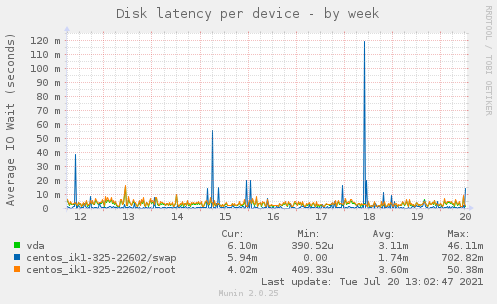 Disk latency per device - by week
RRDTOOL / TOBI OETIKER
Average IO Wait (seconds)
120 m
110 m
100 m
90 m
80 m
70 m
60 m
50 m
40 m
30 m
20 m
10 m
0
12 13 14 15 16 17 18 19 20
Cur: Min: Avg: Max:
vda 6.10m 390.52u 3.11m 46.11m
centos_ik1-325-22602/swap 5.94m 0.00 1.74m 702.82m
centos_ik1-325-22602/root 4.02m 409.33u 3.60m 50.38m
Last update: Tue Jul 20 13:02:47 2021
Munin 2.0.25